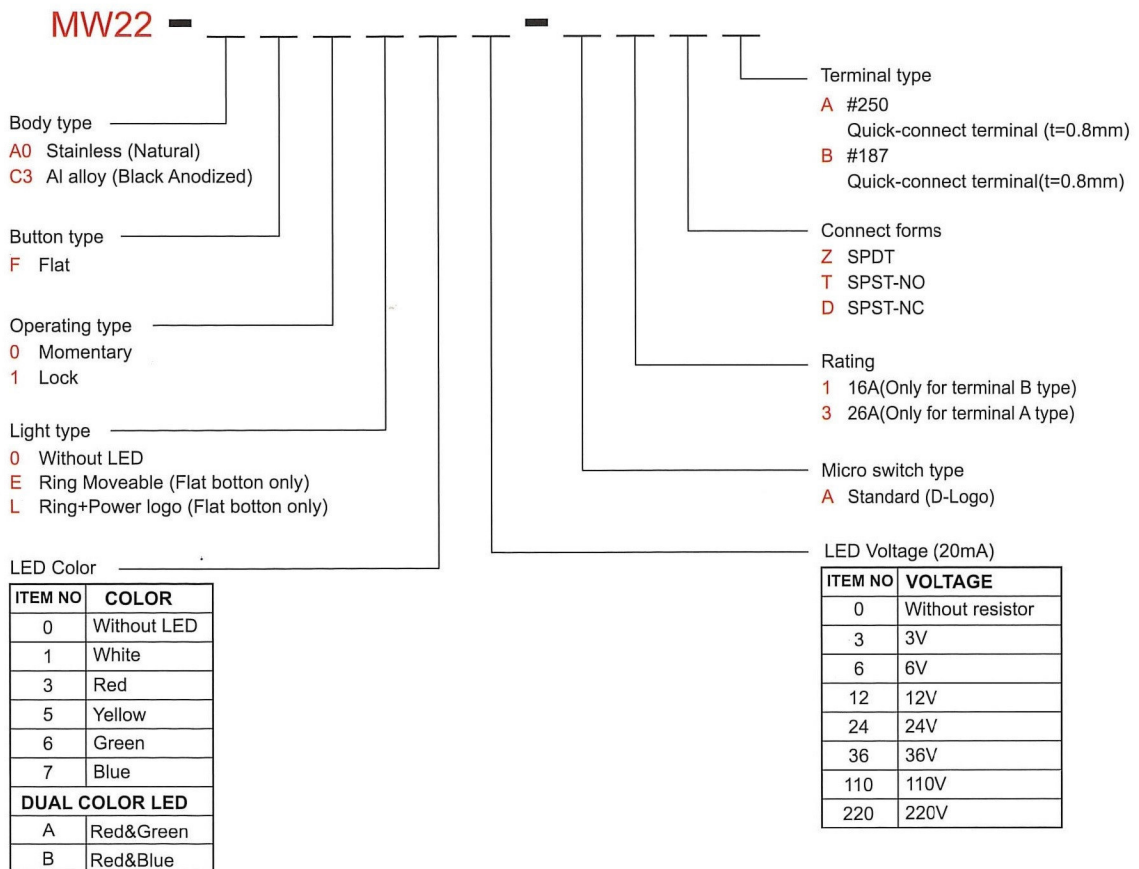 MW22 - _ _ _ _ _ _ - _ _ _ _
Body type
A0 Stainless (Natural)
C3 Al alloy (Black Anodized)
Button type
F Flat
Operating type
0 Momentary
1 Lock
Light type
0 Without LED
E Ring Moveable (Flat botton only)
L Ring+Power logo (Flat botton only)
LED Color
ITEM NO COLOR
0 Without LED
1 White
3 Red
5 Yellow
6 Green
7 Blue
DUAL COLOR LED
A Red&Green
B Red&Blue
Terminal type
A #250
Quick-connect terminal (t=0.8mm)
B #187
Quick-connect terminal(t=0.8mm)
Connect forms
Z SPDT
T SPST-NO
D SPST-NC
Rating
1 16A(Only for terminal B type)
3 26A(Only for terminal A type)
Micro switch type
A Standard (D-Logo)
LED Voltage (20mA)
ITEM NO VOLTAGE
0 Without resistor
3 3V
6 6V
12 12V
24 24V
36 36V
110 110V
220 220V